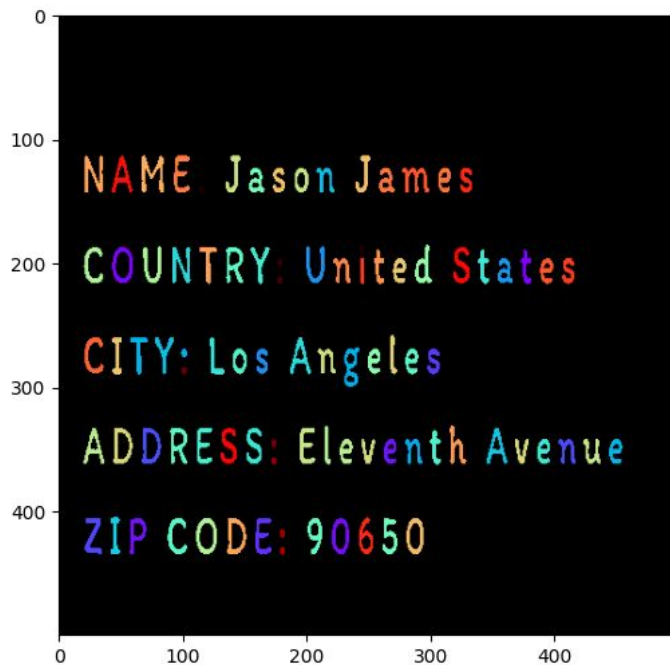 0
100
NAME: Jason James
200
COUNTRY: United States
CITY: Los Angeles
300
ADDRESS: Eleventh Avenue
400
ZIP CODE: 90650
0 100 200 300 400